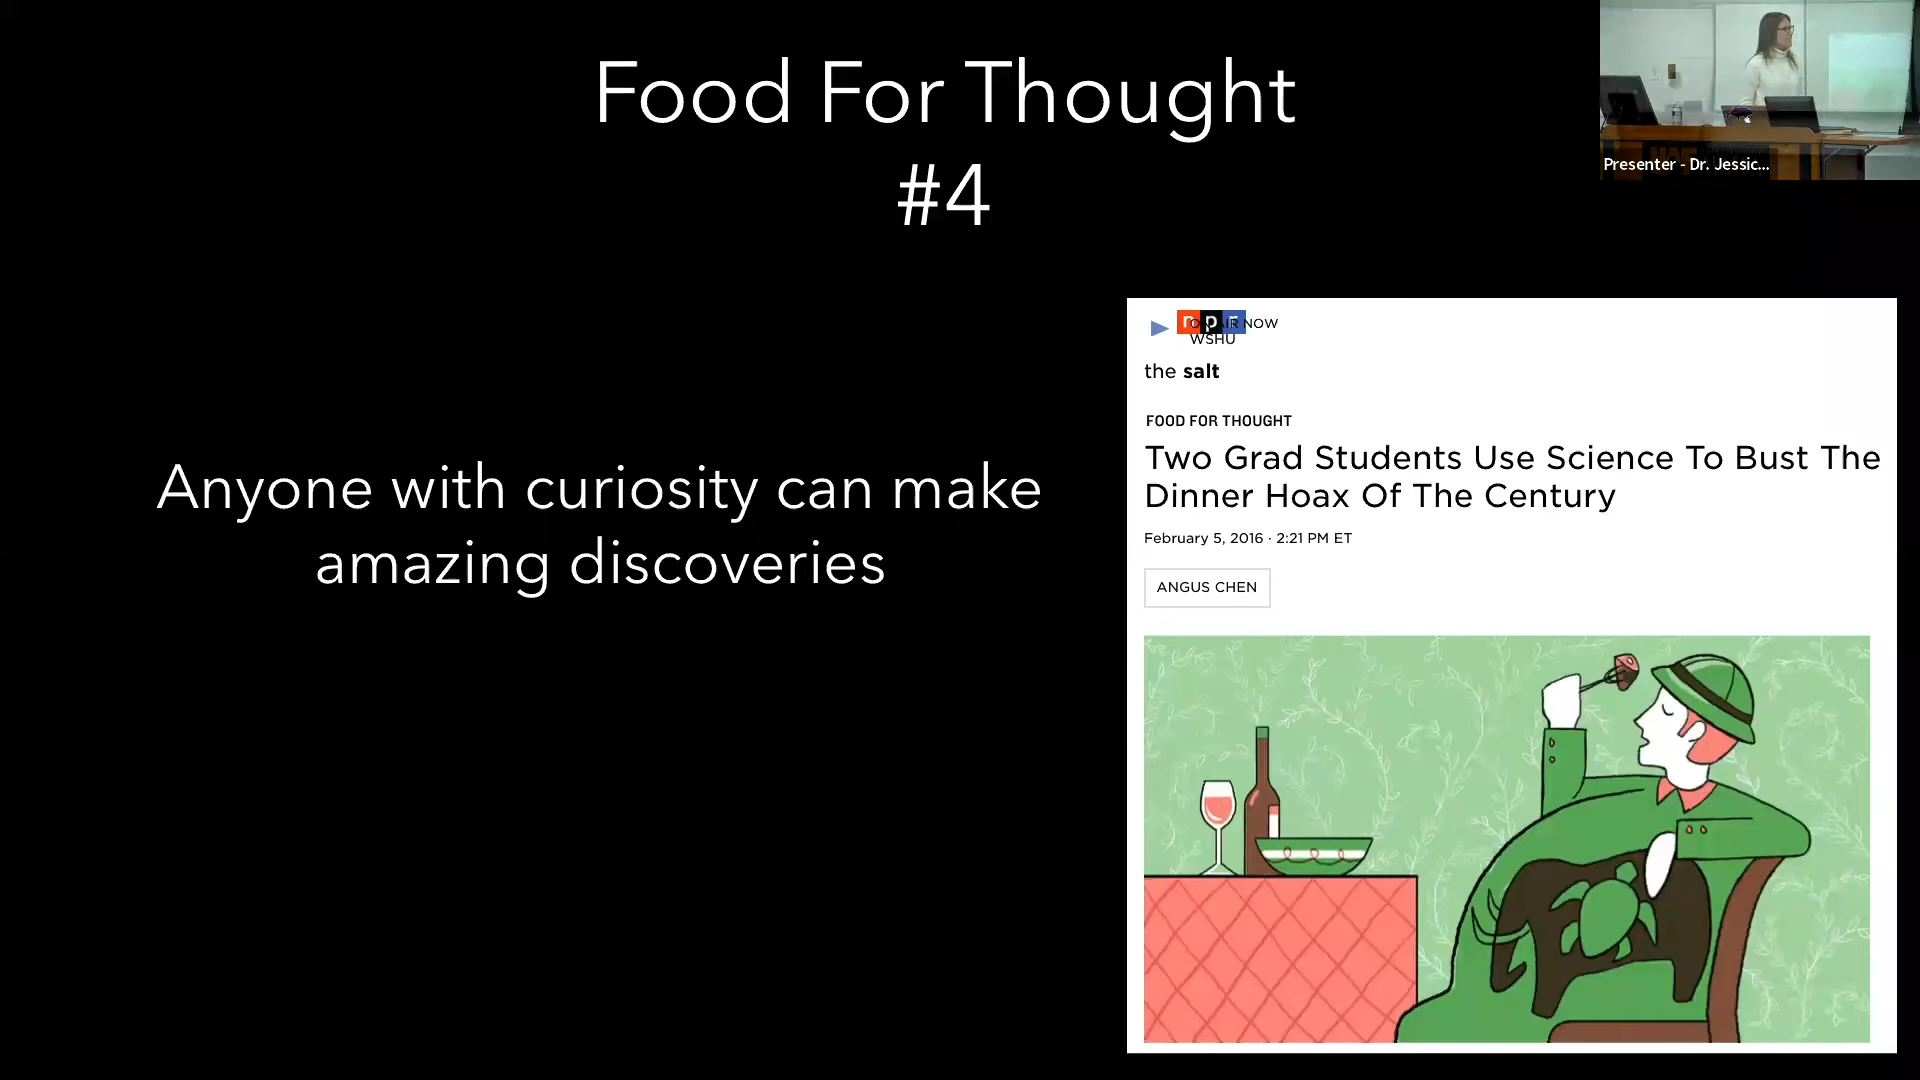 Food For Thought
#4
Presenter - Dr. Jessic...
Anyone with curiosity can make
amazing discoveries
npr
ON AIR NOW
WSHU
the salt
FOOD FOR THOUGHT
Two Grad Students Use Science To Bust The
Dinner Hoax Of The Century
February 5, 2016 · 2:21 PM ET
ANGUS CHEN